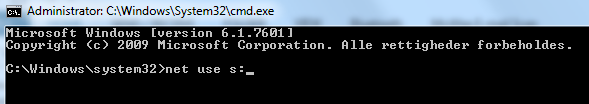 Administrator: C:\Windows\System32\cmd.exe
Microsoft Windows [version 6.1.7601]
Copyright (c) 2009 Microsoft Corporation. Alle rettigheder forbeholdes.
C:\Windows\system32>net use s:_